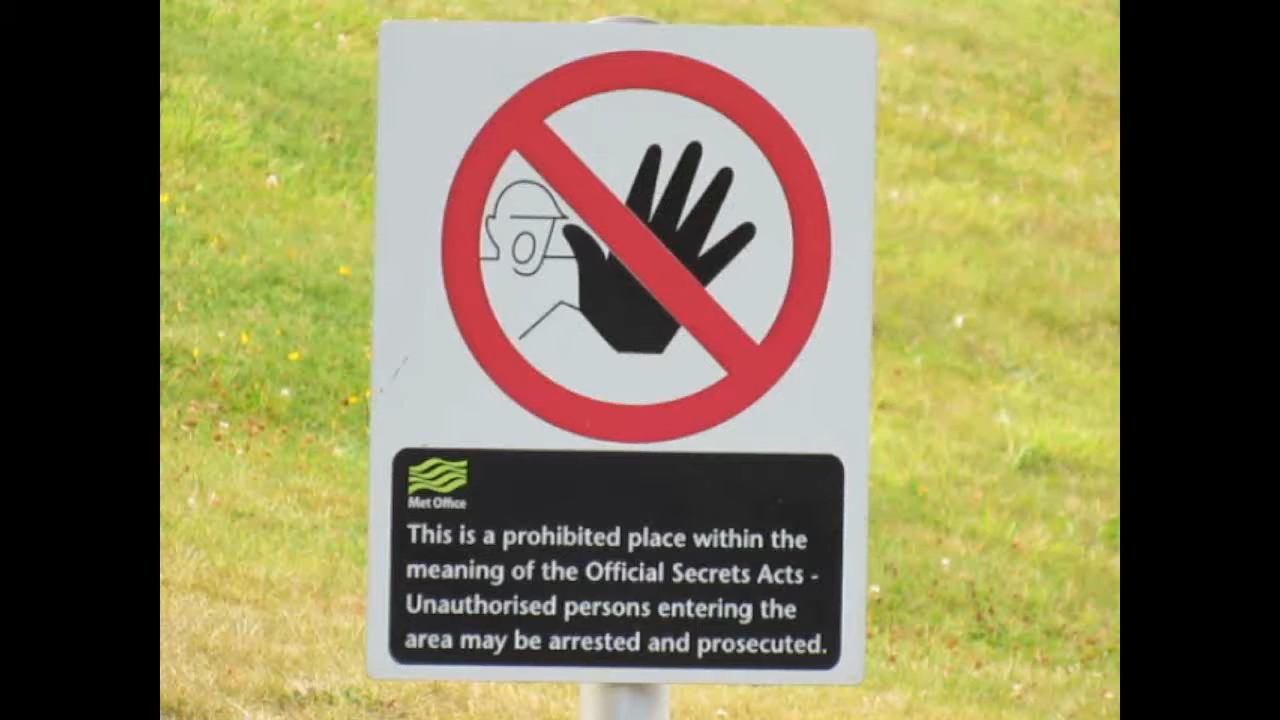 Met Office
This is a prohibited place within the
meaning of the Official Secrets Acts -
Unauthorised persons entering the
area may be arrested and prosecuted.